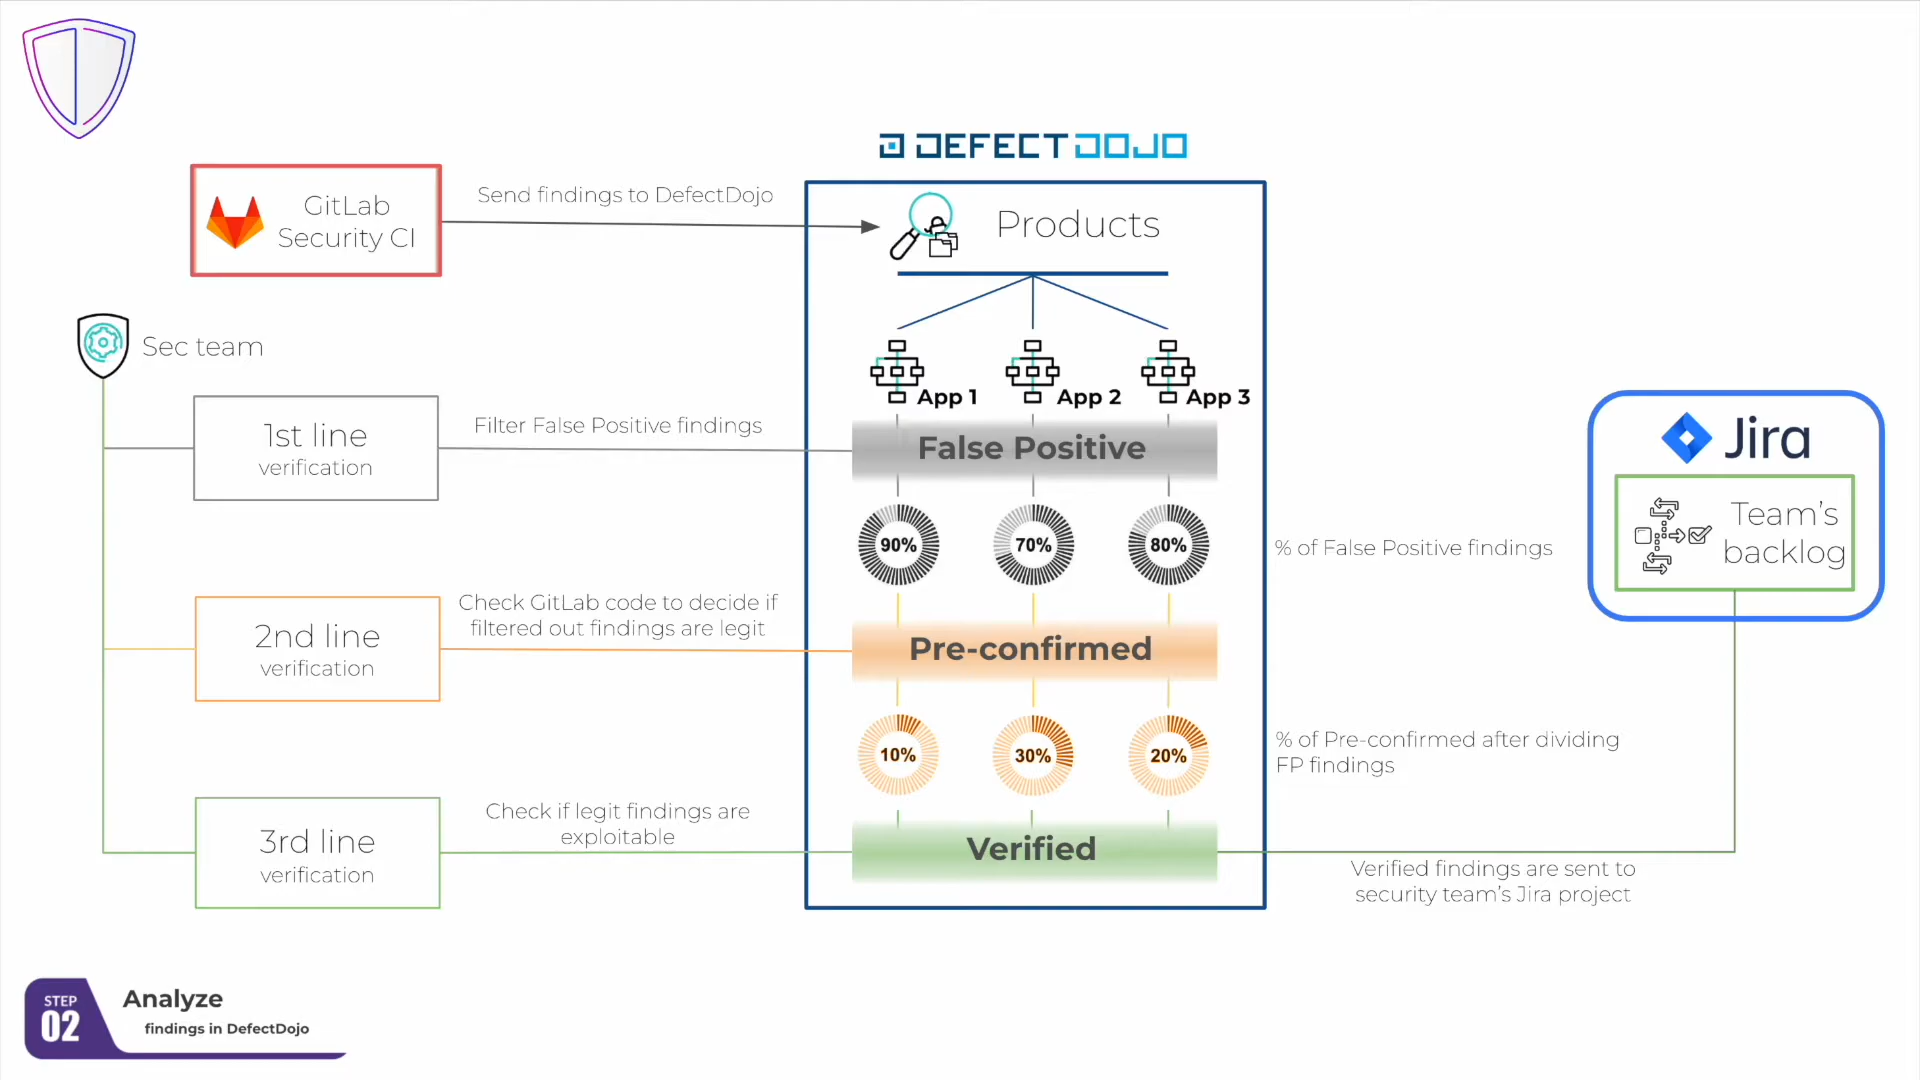 DEFECTDOJO
GitLab
Security CI
Send findings to DefectDojo
Products
Sec team
App 1
App 2
App 3
1st line
verification
Filter False Positive findings
False Positive
90%
70%
80%
% of False Positive findings
Jira
Team's
backlog
2nd line
verification
Check GitLab code to decide if
filtered out findings are legit
Pre-confirmed
10%
30%
20%
% of Pre-confirmed after dividing
FP findings
3rd line
verification
Check if legit findings are
exploitable
Verified
Verified findings are sent to
security team's Jira project
STEP
02
Analyze
findings in DefectDojo